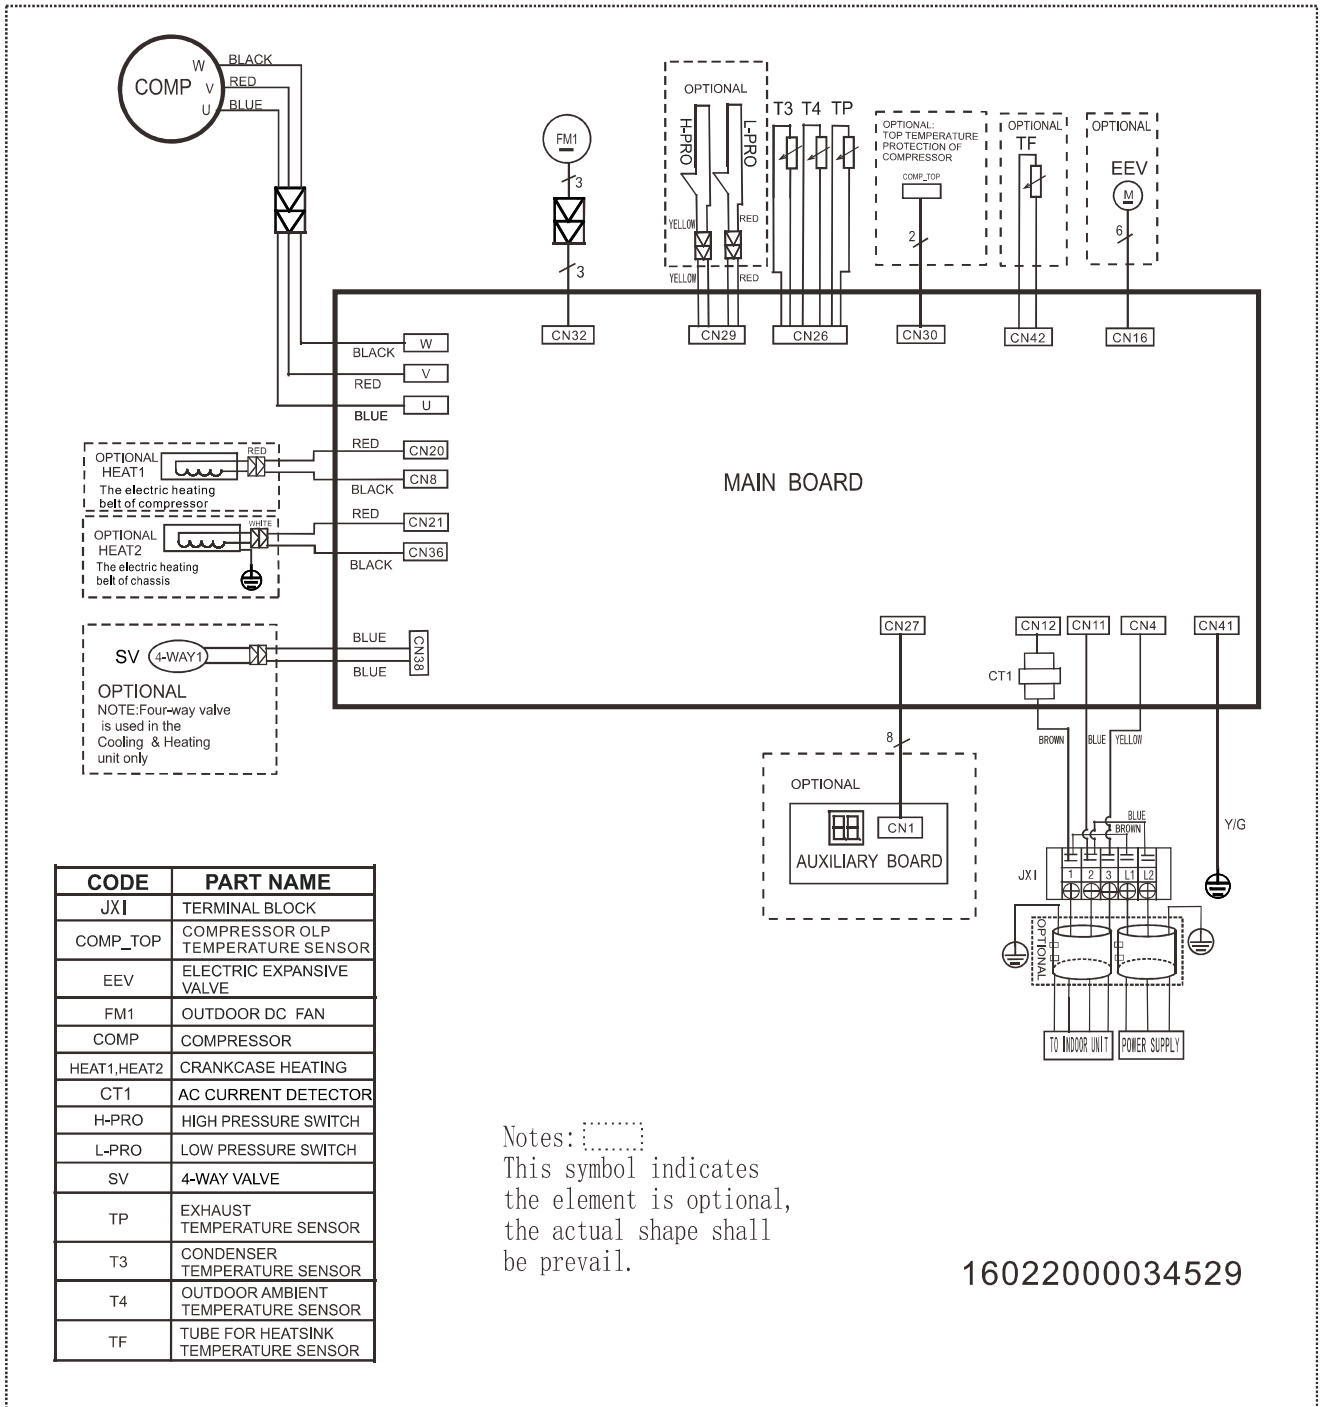 COMP
W
V
U
BLACK
RED
BLUE
FM1
3
3
OPTIONAL
H-PRO
L-PRO
YELLOW
RED
YELLOW
RED
T3 T4 TP
OPTIONAL:
TOP TEMPERATURE
PROTECTION OF
COMPRESSOR
COMP_TOP
2
OPTIONAL
TF
OPTIONAL
EEV
M
6
CN32
CN29
CN26
CN30
CN42
CN16
BLACK
W
RED
V
BLUE
U
OPTIONAL
HEAT1
The electric heating
belt of compressor
RED
RED
CN20
BLACK
CN8
OPTIONAL
HEAT2
The electric heating
belt of chassis
WHITE
RED
CN21
BLACK
CN36
MAIN BOARD
SV
4-WAY1
OPTIONAL
NOTE:Four-way valve
is used in the
Cooling & Heating
unit only
BLUE
BLUE
CN38
CN27
CN12
CN11
CN4
CN41
CT1
8
BROWN
BLUE
YELLOW
Y/G
OPTIONAL
CN1
AUXILIARY BOARD
BLUE
BROWN
JX1
1 2 3 L1 L2
OPTIONAL
TO INDOOR UNIT
POWER SUPPLY
CODE PART NAME
JX1 TERMINAL BLOCK
COMP_TOP COMPRESSOR OLP
TEMPERATURE SENSOR
EEV ELECTRIC EXPANSIVE
VALVE
FM1 OUTDOOR DC FAN
COMP COMPRESSOR
HEAT1,HEAT2 CRANKCASE HEATING
CT1 AC CURRENT DETECTOR
H-PRO HIGH PRESSURE SWITCH
L-PRO LOW PRESSURE SWITCH
SV 4-WAY VALVE
TP EXHAUST
TEMPERATURE SENSOR
T3 CONDENSER
TEMPERATURE SENSOR
T4 OUTDOOR AMBIENT
TEMPERATURE SENSOR
TF TUBE FOR HEATSINK
TEMPERATURE SENSOR
Notes:
This symbol indicates
the element is optional,
the actual shape shall
be prevail.
16022000034529